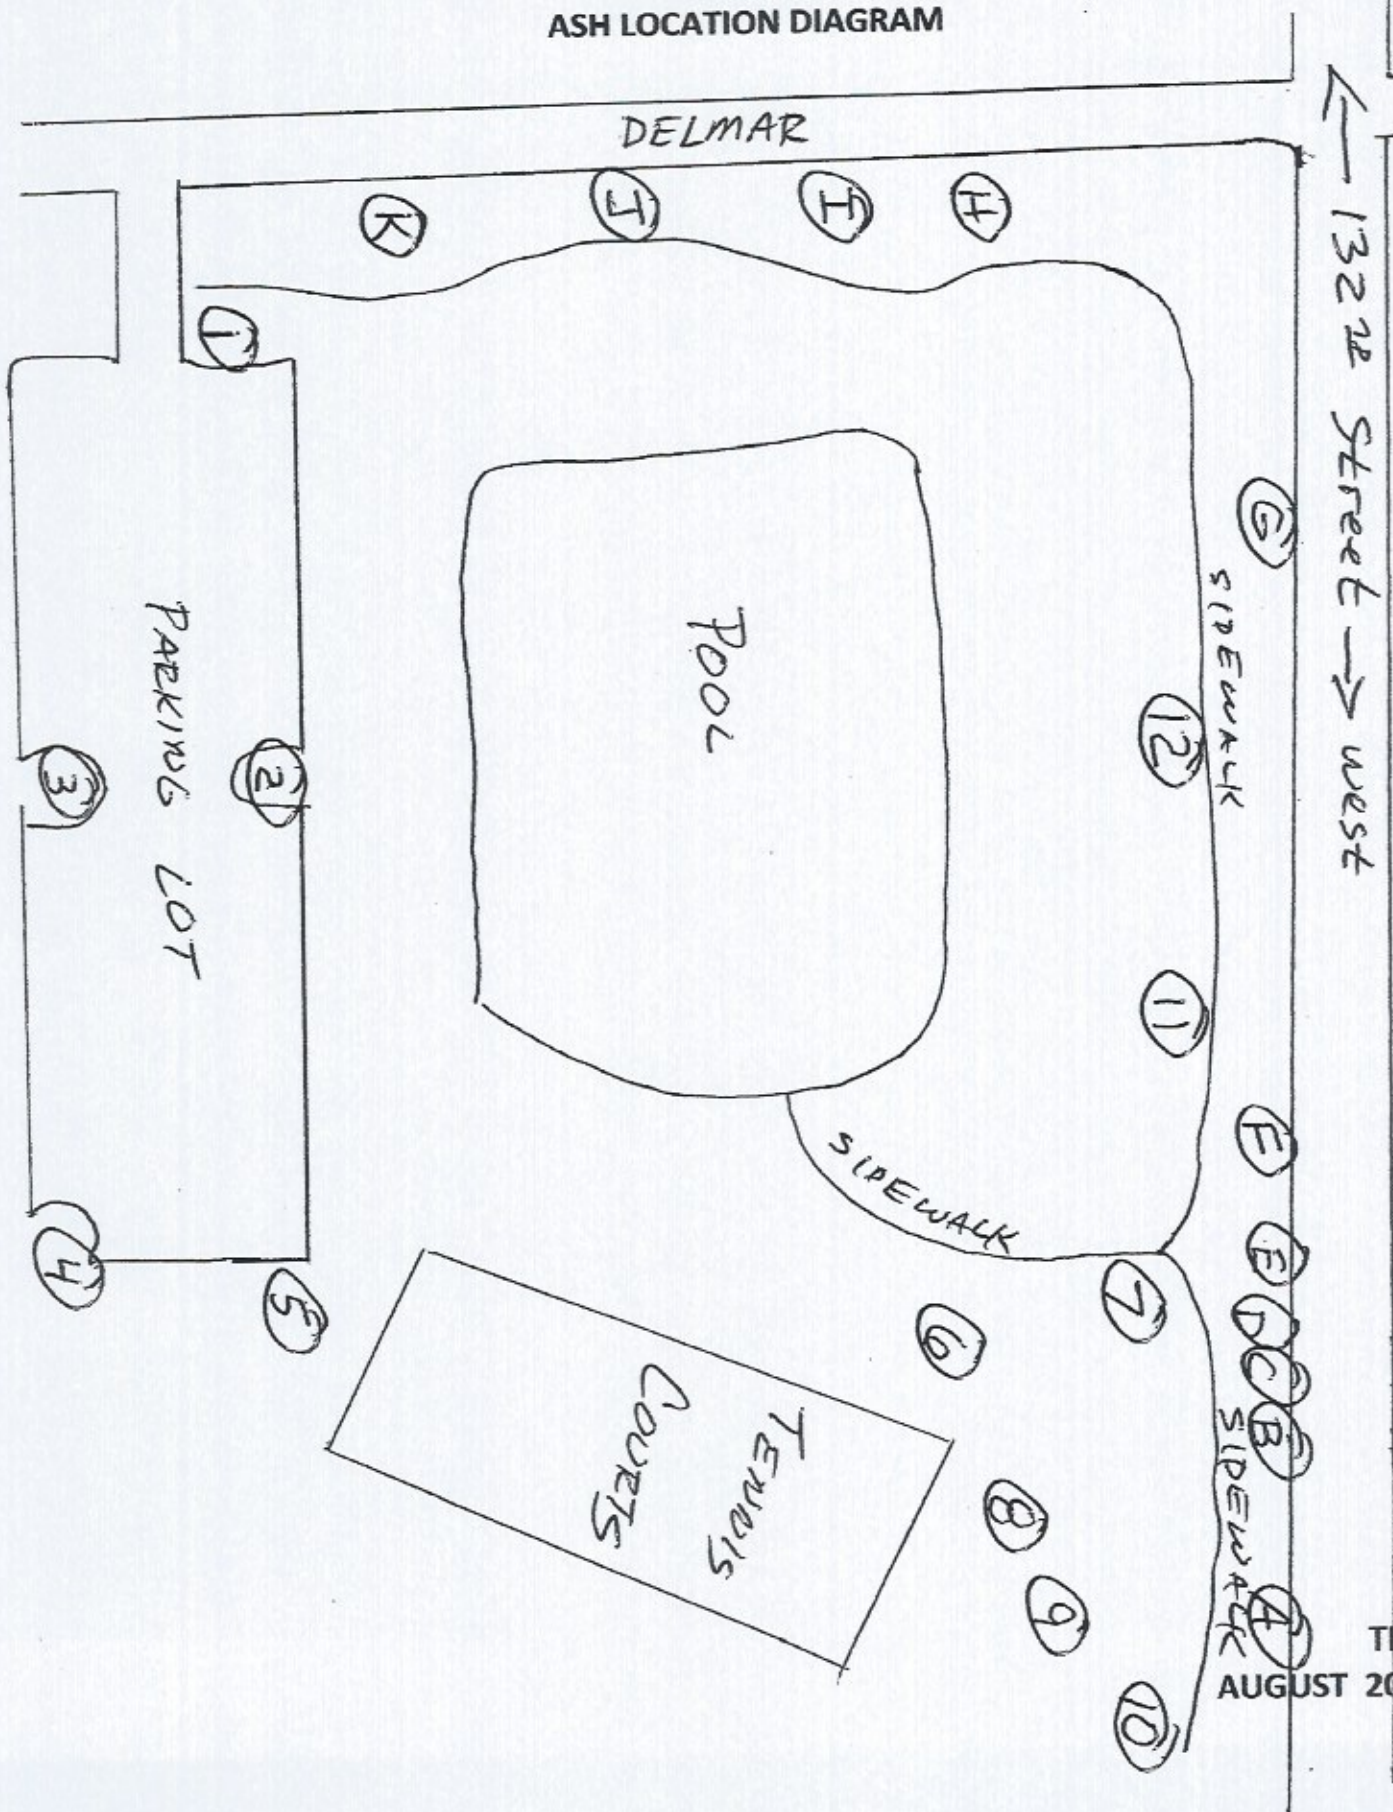 ASH LOCATION DIAGRAM
DELMAR
← 132nd Street → west
K
J
I
H
1
G
SIDEWALK
POOL
PARKING LOT
12
2
3
11
F
SIDEWALK
E
D
C
B
A
4
5
7
6
TENNIS
COURTS
8
9
10
SIDEWALK
AUGUST 20